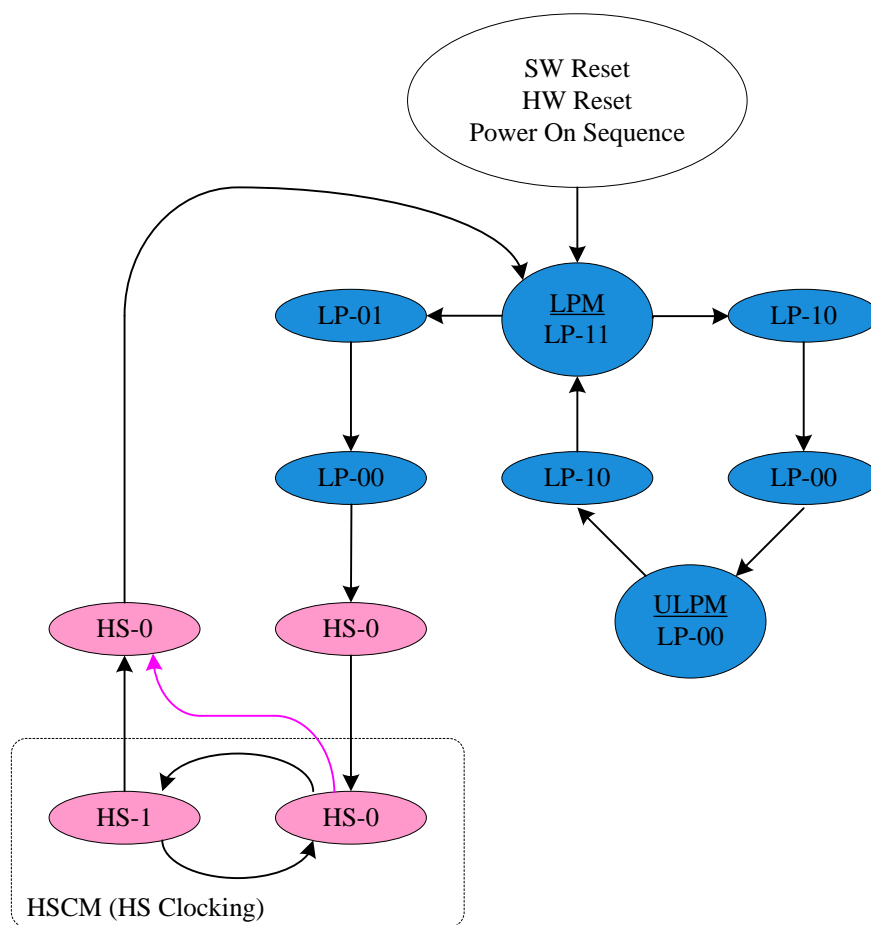 SW Reset
HW Reset
Power On Sequence
LP-01
LPM
LP-11
LP-10
LP-00
LP-10
LP-00
ULPM
LP-00
HS-0
HS-0
HS-1
HS-0
HSCM (HS Clocking)